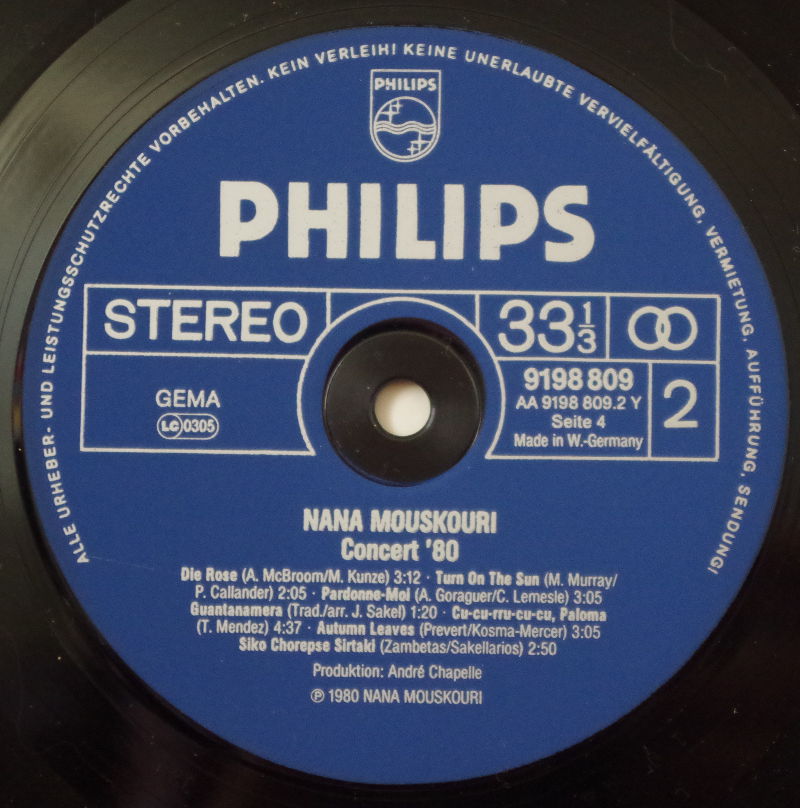 ALLE URHEBER- UND LEISTUNGSSCHUTZRECHTE VORBEHALTEN. KEIN VERLEIH! KEINE UNERLAUBTE VERVIELFÄLTIGUNG, VERMIETUNG, AUFFÜHRUNG, SENDUNG!
PHILIPS
PHILIPS
STEREO
33 1/3
GEMA
LC 0305
9198 809
AA 9198 809.2 Y
Seite 4
Made in W.-Germany
2
NANA MOUSKOURI
Concert '80
Die Rose (A. McBroom/M. Kunze) 3:12 · Turn On The Sun (M. Murray/
P. Callander) 2:05 · Pardonne-Moi (A. Goraguer/C. Lemesle) 3:05
Guantanamera (Trad./arr. J. Sakel) 1:20 · Cu-cu-rru-cu-cu, Paloma
(T. Mendez) 4:37 · Autumn Leaves (Prevert/Kosma-Mercer) 3:05
Siko Chorepse Sirtaki (Zambetas/Sakellarios) 2:50
Produktion: André Chapelle
℗ 1980 NANA MOUSKOURI